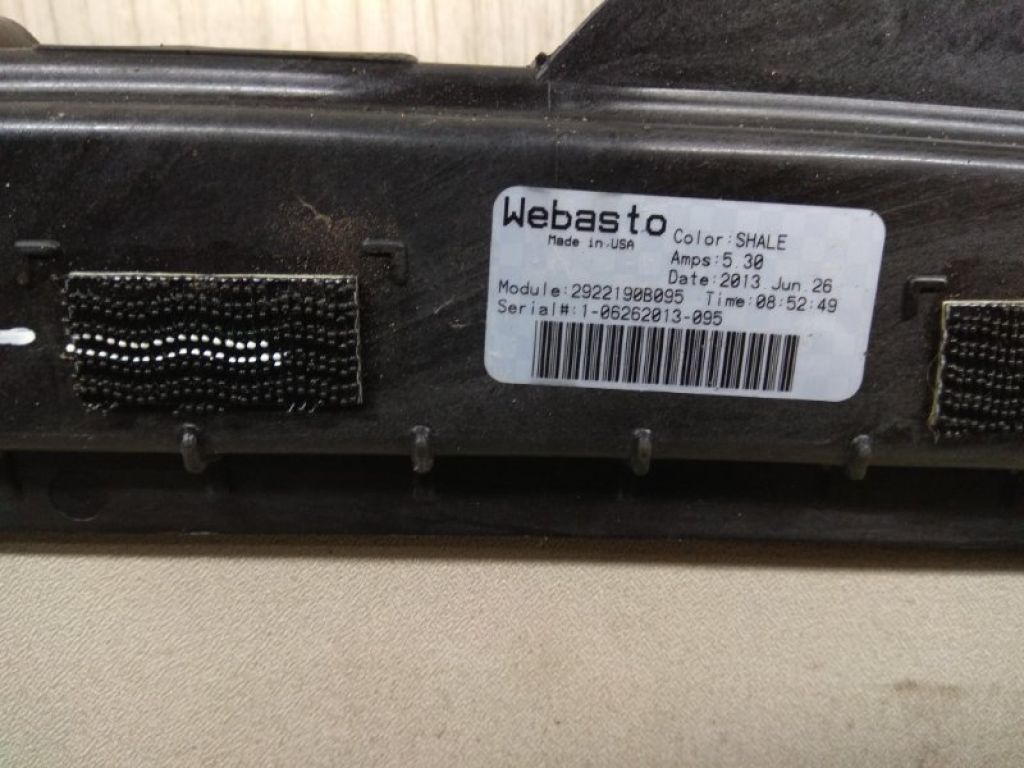 Webasto
Made in USA
Color:SHALE
Amps:5.30
Date:2013 Jun 26
Module:2922190B095 Time:08:52:49
Serial#:1-06262013-095